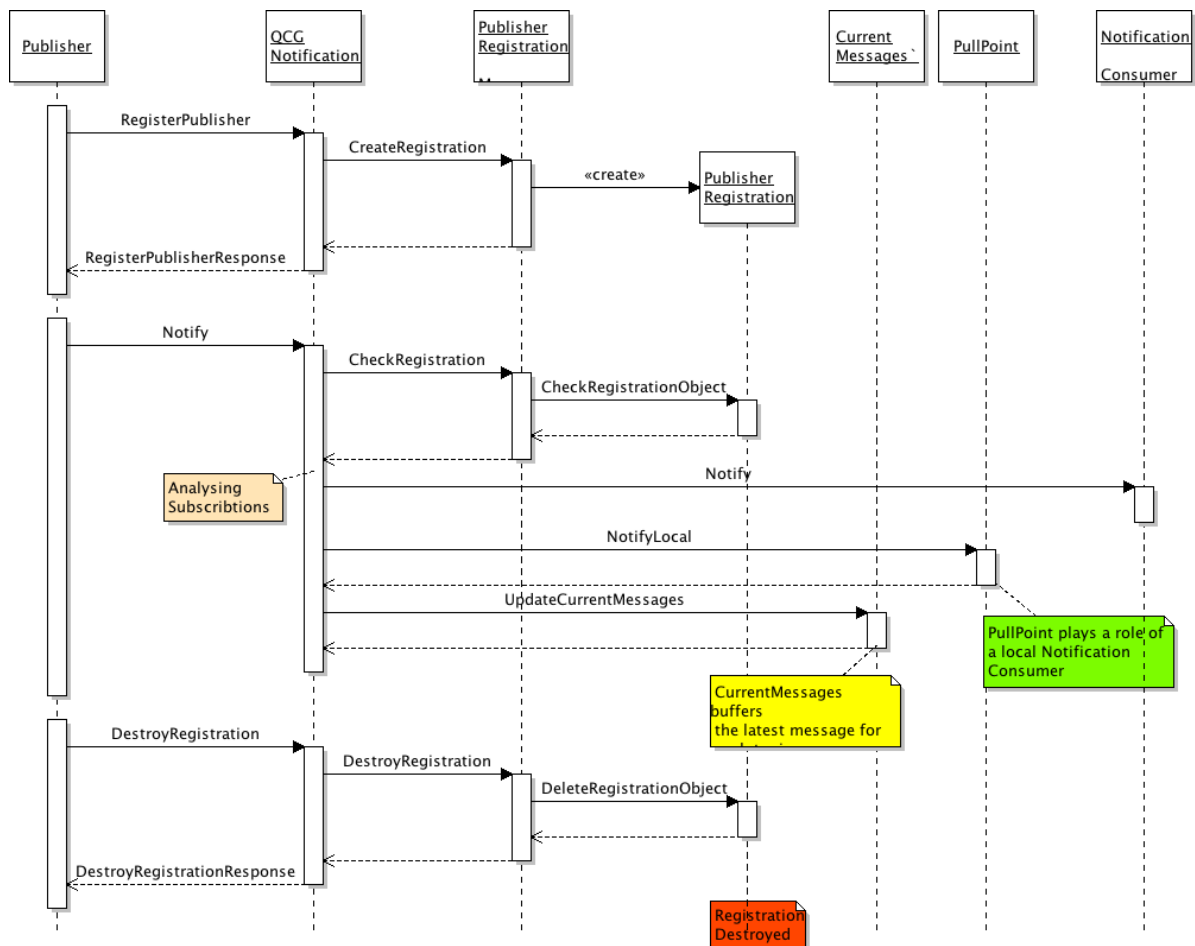 Publisher
QCG
Notification
Publisher
Registration
Current
Messages`
PullPoint
Notification
Consumer
RegisterPublisher
CreateRegistration
«create»
Publisher
Registration
RegisterPublisherResponse
Notify
CheckRegistration
CheckRegistrationObject
Analysing
Subscribtions
Notify
NotifyLocal
UpdateCurrentMessages
PullPoint plays a role of
a local Notification
Consumer
CurrentMessages
buffers
the latest message for
DestroyRegistration
DestroyRegistration
DeleteRegistrationObject
DestroyRegistrationResponse
Registration
Destroyed